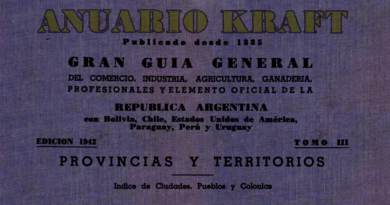 ANUARIO KRAFT
Publicado desde 1885
GRAN GUIA GENERAL
DEL COMERCIO, INDUSTRIA, AGRICULTURA, GANADERIA,
PROFESIONALES Y ELEMENTO OFICIAL DE LA
REPUBLICA ARGENTINA
con Bolivia, Chile, Estados Unidos de América,
Paraguay, Perú y Uruguay
EDICION 1942 TOMO III
PROVINCIAS Y TERRITORIOS
Indice de Ciudades, Pueblos y Colonias